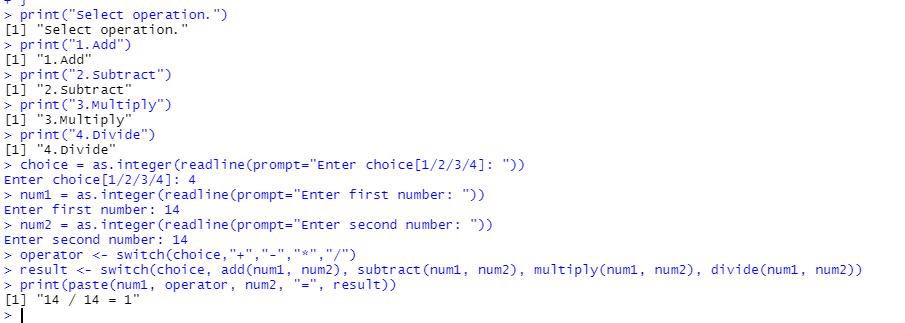 + }
> print("Select operation.")
[1] "Select operation."
> print("1.Add")
[1] "1.Add"
> print("2.Subtract")
[1] "2.Subtract"
> print("3.Multiply")
[1] "3.Multiply"
> print("4.Divide")
[1] "4.Divide"
> choice = as.integer(readline(prompt="Enter choice[1/2/3/4]: "))
Enter choice[1/2/3/4]: 4
> num1 = as.integer(readline(prompt="Enter first number: "))
Enter first number: 14
> num2 = as.integer(readline(prompt="Enter second number: "))
Enter second number: 14
> operator <- switch(choice,"+","-","*","/")
> result <- switch(choice, add(num1, num2), subtract(num1, num2), multiply(num1, num2), divide(num1, num2))
> print(paste(num1, operator, num2, "=", result))
[1] "14 / 14 = 1"
>